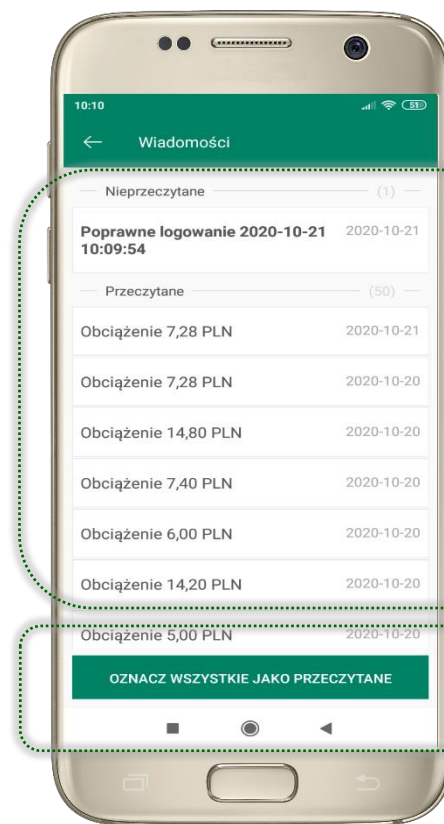 10:10
51
Wiadomości
Nieprzeczytane (1)
Poprawne logowanie 2020-10-21 2020-10-21
10:09:54
Przeczytane (50)
Obciążenie 7,28 PLN 2020-10-21
Obciążenie 7,28 PLN 2020-10-20
Obciążenie 14,80 PLN 2020-10-20
Obciążenie 7,40 PLN 2020-10-20
Obciążenie 6,00 PLN 2020-10-20
Obciążenie 14,20 PLN 2020-10-20
Obciążenie 5,00 PLN 2020-10-20
OZNACZ WSZYSTKIE JAKO PRZECZYTANE